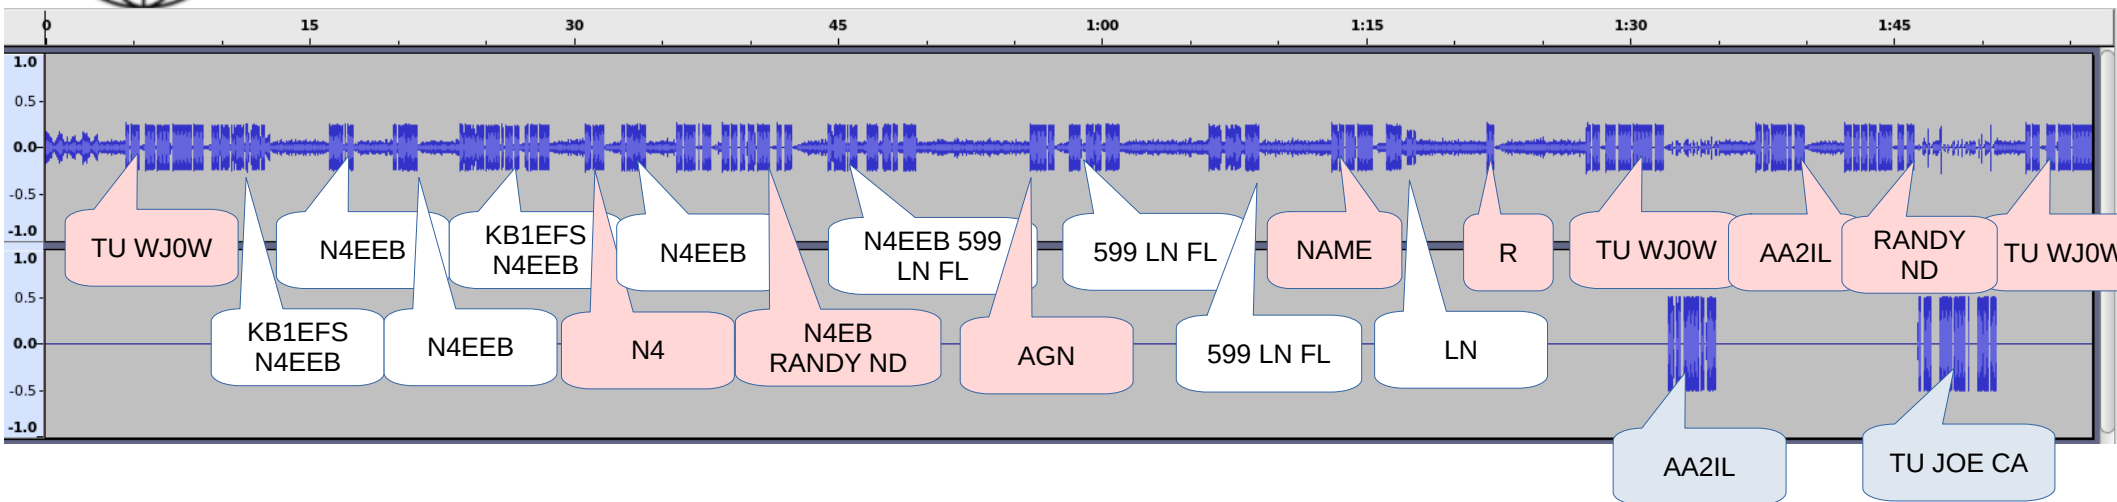 0 15 30 45 1:00 1:15 1:30 1:45
1.0
0.5
0.0
-0.5
-1.0
1.0
0.5
0.0
-0.5
-1.0
TU WJ0W
KB1EFS
N4EEB
N4EEB
N4EEB
KB1EFS
N4EEB
N4
N4EEB
N4EB
RANDY ND
N4EEB 599
LN FL
AGN
599 LN FL
599 LN FL
NAME
LN
R
TU WJ0W
AA2IL
AA2IL
RANDY
ND
TU JOE CA
TU WJ0W